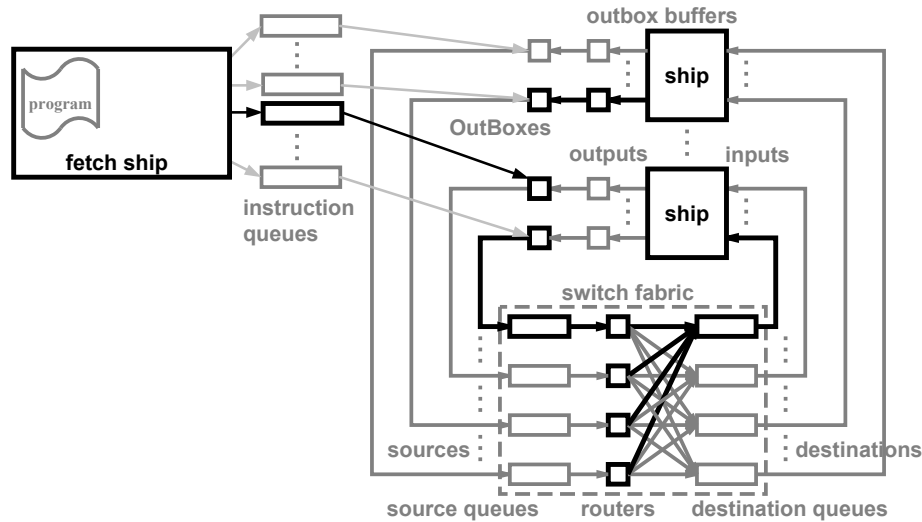 outbox buffers
program
ship
fetch ship
OutBoxes
outputs
inputs
instruction
queues
ship
switch fabric
sources
destinations
source queues
routers
destination queues